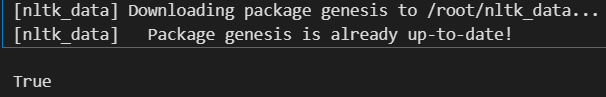 [nltk_data] Downloading package genesis to /root/nltk_data...
[nltk_data]   Package genesis is already up-to-date!
True